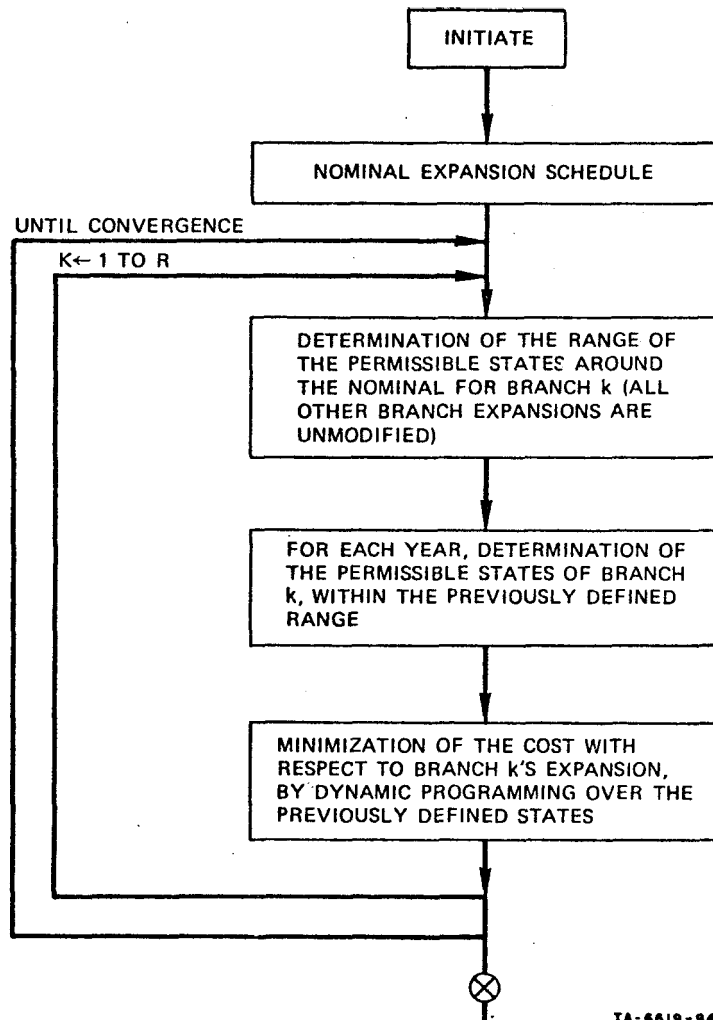 INITIATE
NOMINAL EXPANSION SCHEDULE
UNTIL CONVERGENCE
K← 1 TO R
DETERMINATION OF THE RANGE OF
THE PERMISSIBLE STATES AROUND
THE NOMINAL FOR BRANCH k (ALL
OTHER BRANCH EXPANSIONS ARE
UNMODIFIED)
FOR EACH YEAR, DETERMINATION OF
THE PERMISSIBLE STATES OF BRANCH
k, WITHIN THE PREVIOUSLY DEFINED
RANGE
MINIMIZATION OF THE COST WITH
RESPECT TO BRANCH k'S EXPANSION,
BY DYNAMIC PROGRAMMING OVER THE
PREVIOUSLY DEFINED STATES